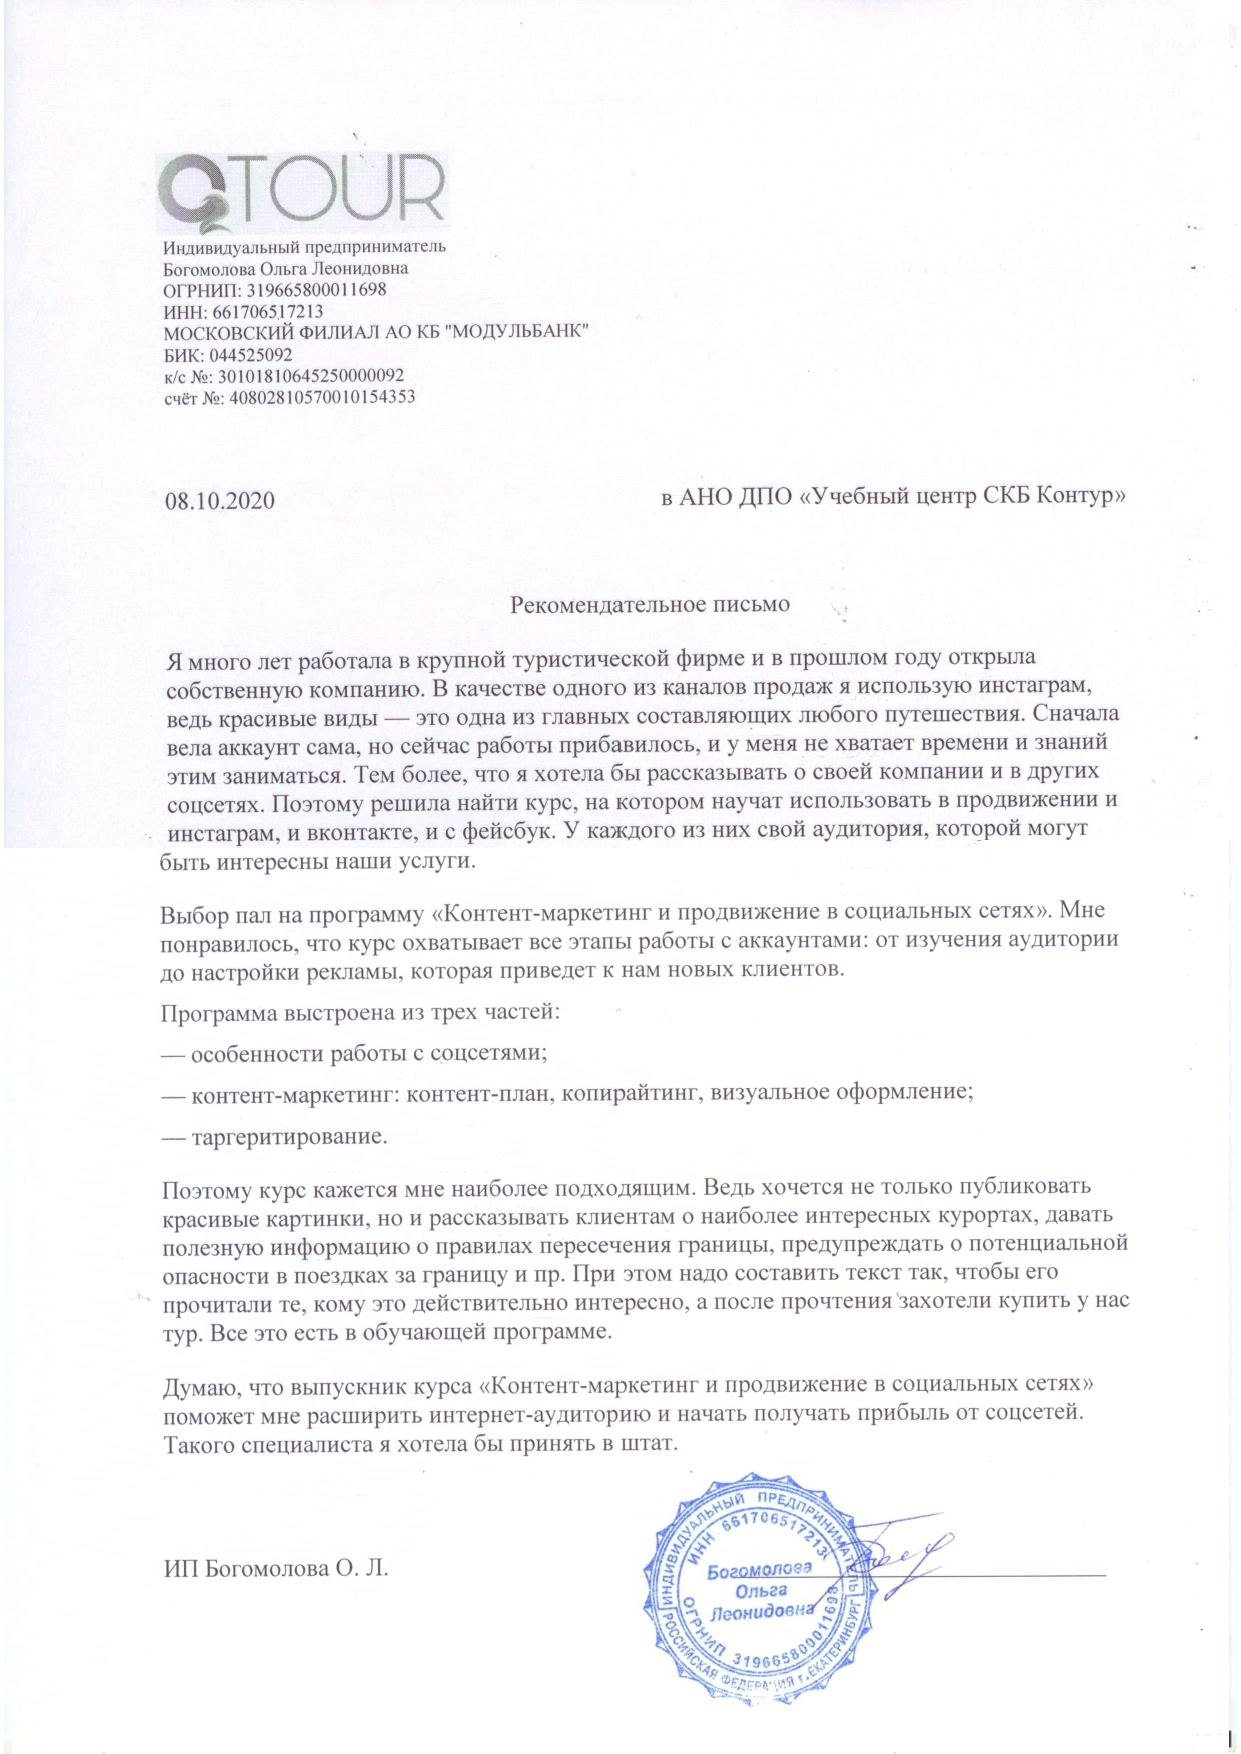 O2TOUR
Индивидуальный предприниматель
Богомолова Ольга Леонидовна
ОГРНИП: 319665800011698
ИНН: 661706517213
МОСКОВСКИЙ ФИЛИАЛ АО КБ "МОДУЛЬБАНК"
БИК: 044525092
к/с №: 30101810645250000092
счёт №: 40802810570010154353
08.10.2020
в АНО ДПО «Учебный центр СКБ Контур»
Рекомендательное письмо
Я много лет работала в крупной туристической фирме и в прошлом году открыла
собственную компанию. В качестве одного из каналов продаж я использую инстаграм,
ведь красивые виды — это одна из главных составляющих любого путешествия. Сначала
вела аккаунт сама, но сейчас работы прибавилось, и у меня не хватает времени и знаний
этим заниматься. Тем более, что я хотела бы рассказывать о своей компании и в других
соцсетях. Поэтому решила найти курс, на котором научат использовать в продвижении и
инстаграм, и вконтакте, и с фейсбук. У каждого из них свой аудитория, которой могут
быть интересны наши услуги.
Выбор пал на программу «Контент-маркетинг и продвижение в социальных сетях». Мне
понравилось, что курс охватывает все этапы работы с аккаунтами: от изучения аудитории
до настройки рекламы, которая приведет к нам новых клиентов.
Программа выстроена из трех частей:
— особенности работы с соцсетями;
— контент-маркетинг: контент-план, копирайтинг, визуальное оформление;
— таргеритирование.
Поэтому курс кажется мне наиболее подходящим. Ведь хочется не только публиковать
красивые картинки, но и рассказывать клиентам о наиболее интересных курортах, давать
полезную информацию о правилах пересечения границы, предупреждать о потенциальной
опасности в поездках за границу и пр. При этом надо составить текст так, чтобы его
прочитали те, кому это действительно интересно, а после прочтения захотели купить у нас
тур. Все это есть в обучающей программе.
Думаю, что выпускник курса «Контент-маркетинг и продвижение в социальных сетях»
поможет мне расширить интернет-аудиторию и начать получать прибыль от соцсетей.
Такого специалиста я хотела бы принять в штат.
ИП Богомолова О. Л.
ИНДИВИДУАЛЬНЫЙ ПРЕДПРИНИМАТЕЛЬ
ИНН 661706517213
Богомолова
Ольга
Леонидовна
ОГРНИП 319665800011698
РОССИЙСКАЯ ФЕДЕРАЦИЯ г.ЕКАТЕРИНБУРГ